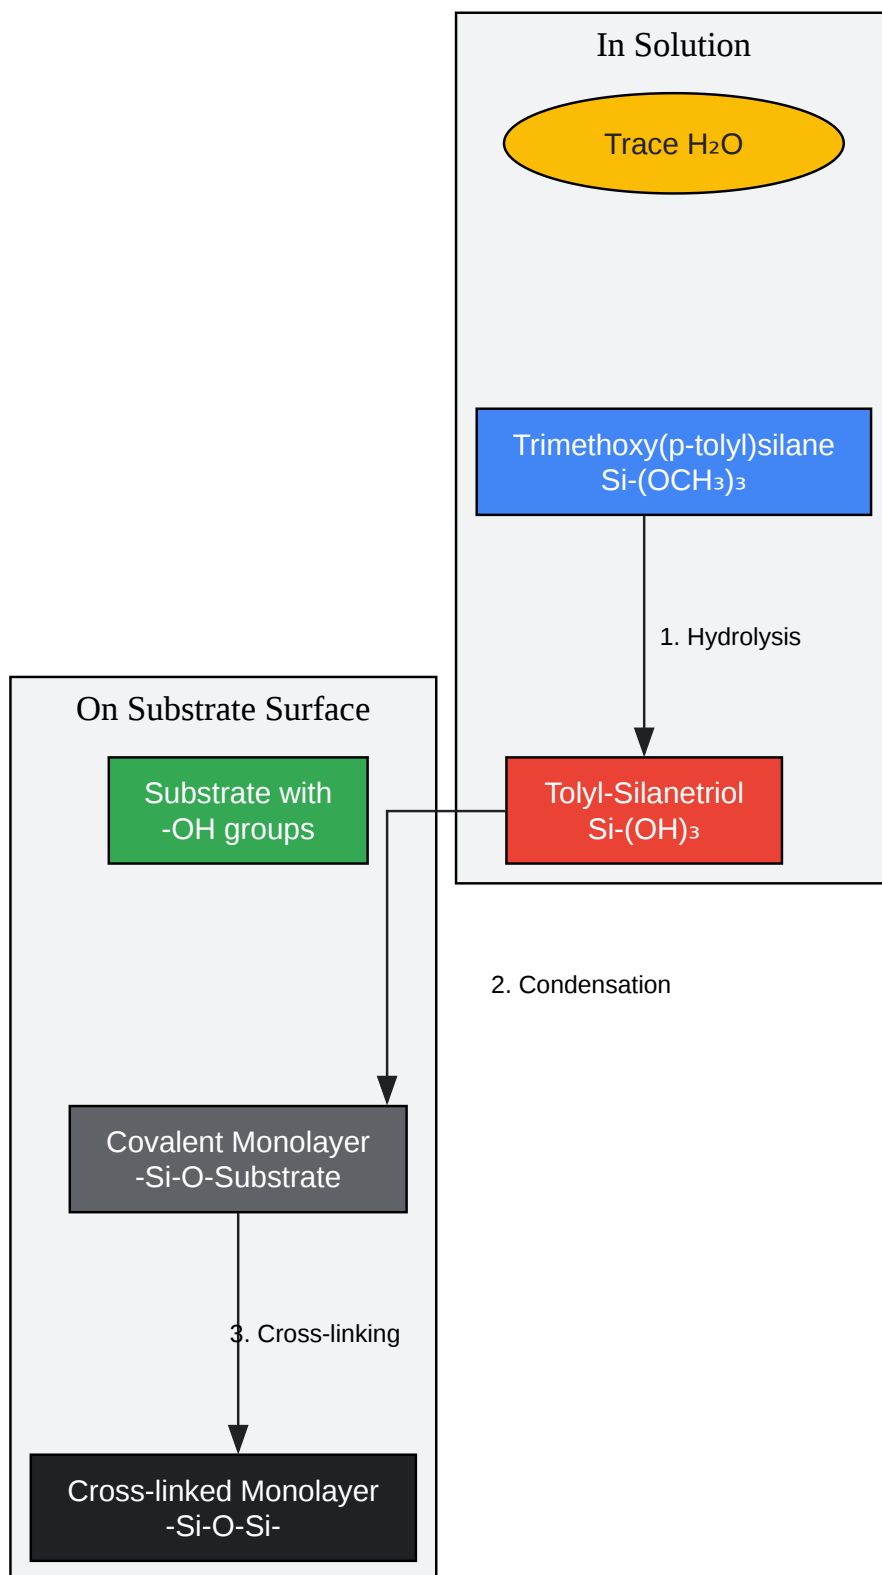 In Solution
Trace H₂O
Trimethoxy(p-tolyl)silane
Si-(OCH₃)₃
1. Hydrolysis
On Substrate Surface
Substrate with
-OH groups
Tolyl-Silanetriol
Si-(OH)₃
2. Condensation
Covalent Monolayer
-Si-O-Substrate
3. Cross-linking
Cross-linked Monolayer
-Si-O-Si-